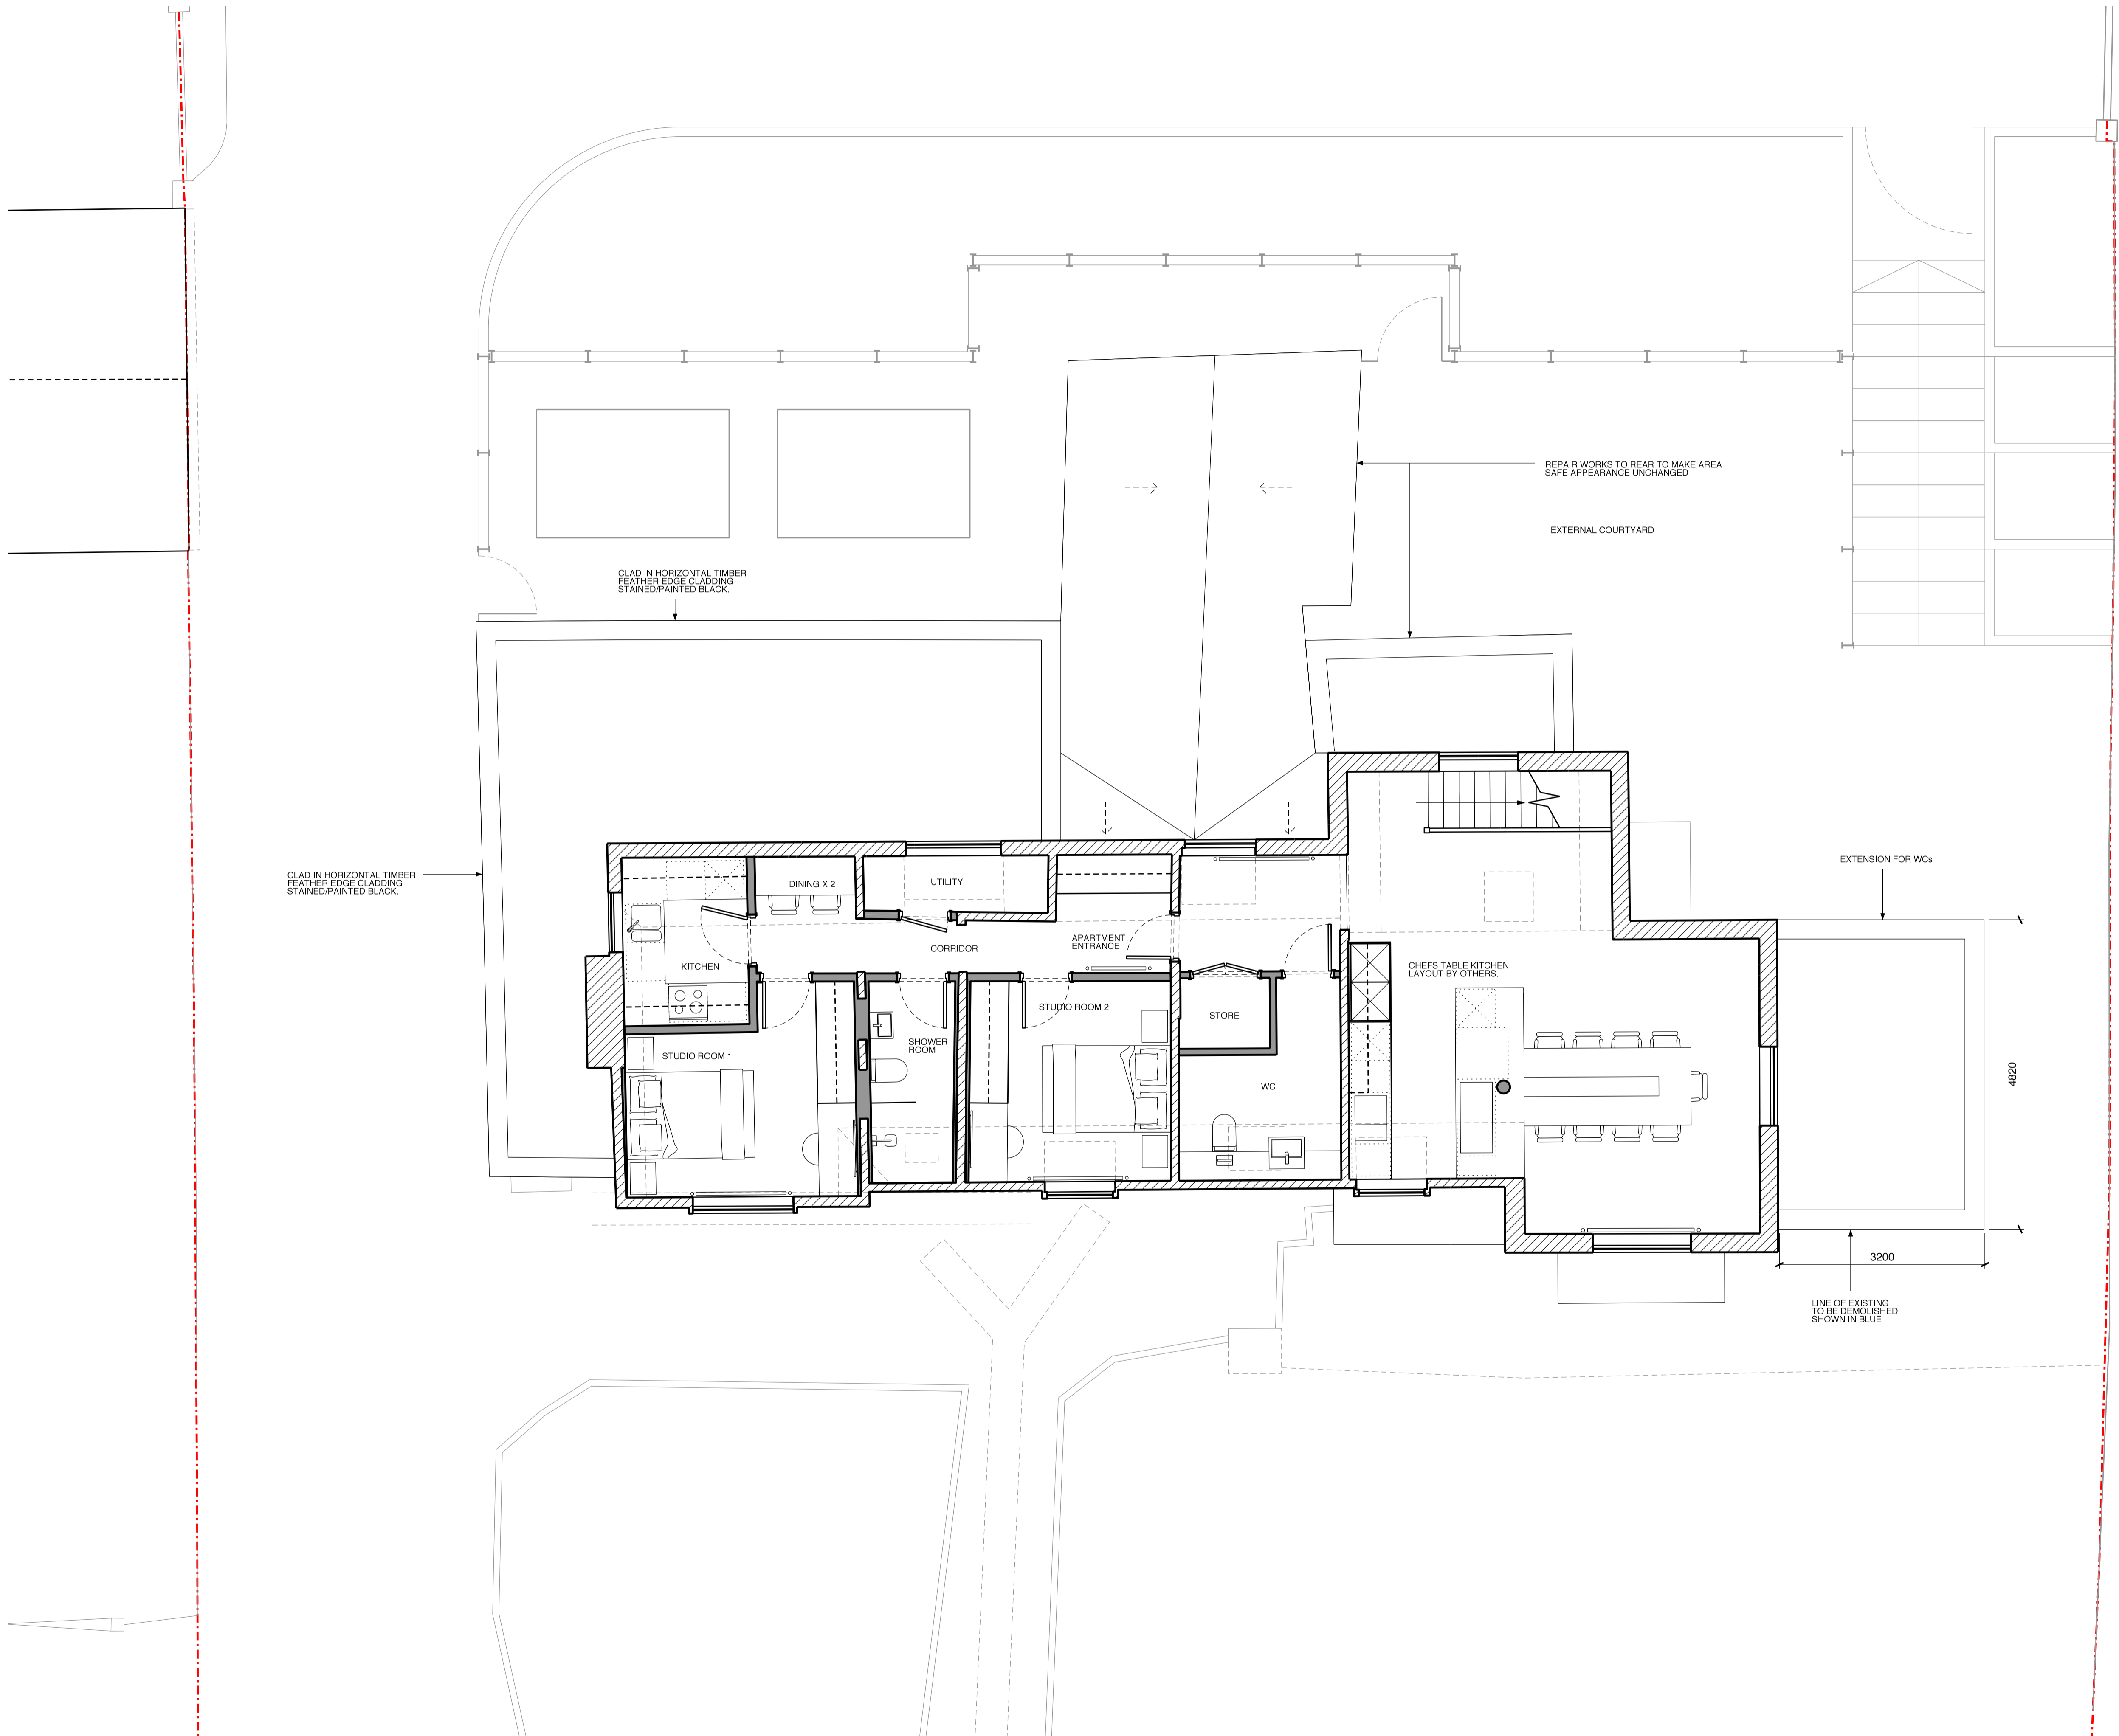 REPAIR WORKS TO REAR TO MAKE AREA
SAFE APPEARANCE UNCHANGED
EXTERNAL COURTYARD
CLAD IN HORIZONTAL TIMBER
FEATHER EDGE CLADDING
STAINED/PAINTED BLACK.
EXTENSION FOR WCs
CLAD IN HORIZONTAL TIMBER
FEATHER EDGE CLADDING
STAINED/PAINTED BLACK.
DINING X 2
UTILITY
CORRIDOR
APARTMENT
ENTRANCE
KITCHEN
CHEFS TABLE KITCHEN.
LAYOUT BY OTHERS.
STUDIO ROOM 2
STORE
SHOWER
ROOM
STUDIO ROOM 1
WC
4820
3200
LINE OF EXISTING
TO BE DEMOLISHED
SHOWN IN BLUE